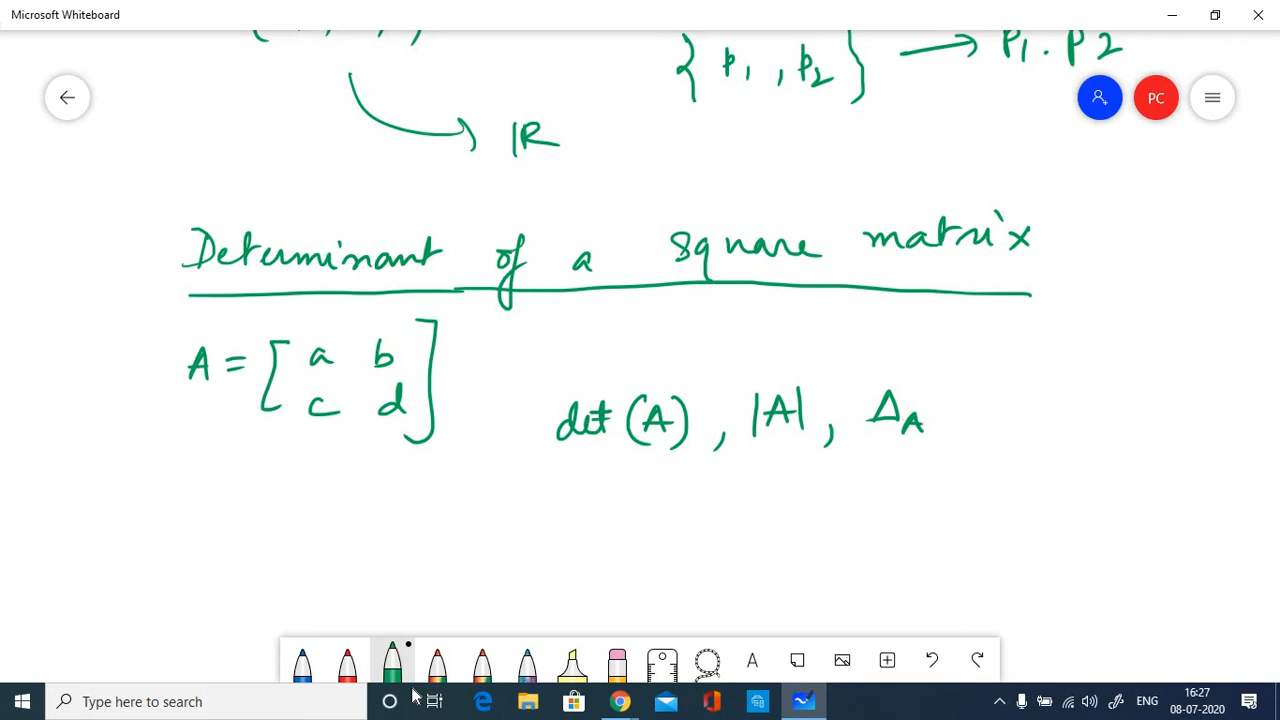 Microsoft Whiteboard
{ p1 , p2 } → p1 . p2
PC
IR
Determinant of a square matrix
A = [ a b
c d ]
det (A) , |A| , ΔA
A
Type here to search
ENG
16:27
08-07-2020